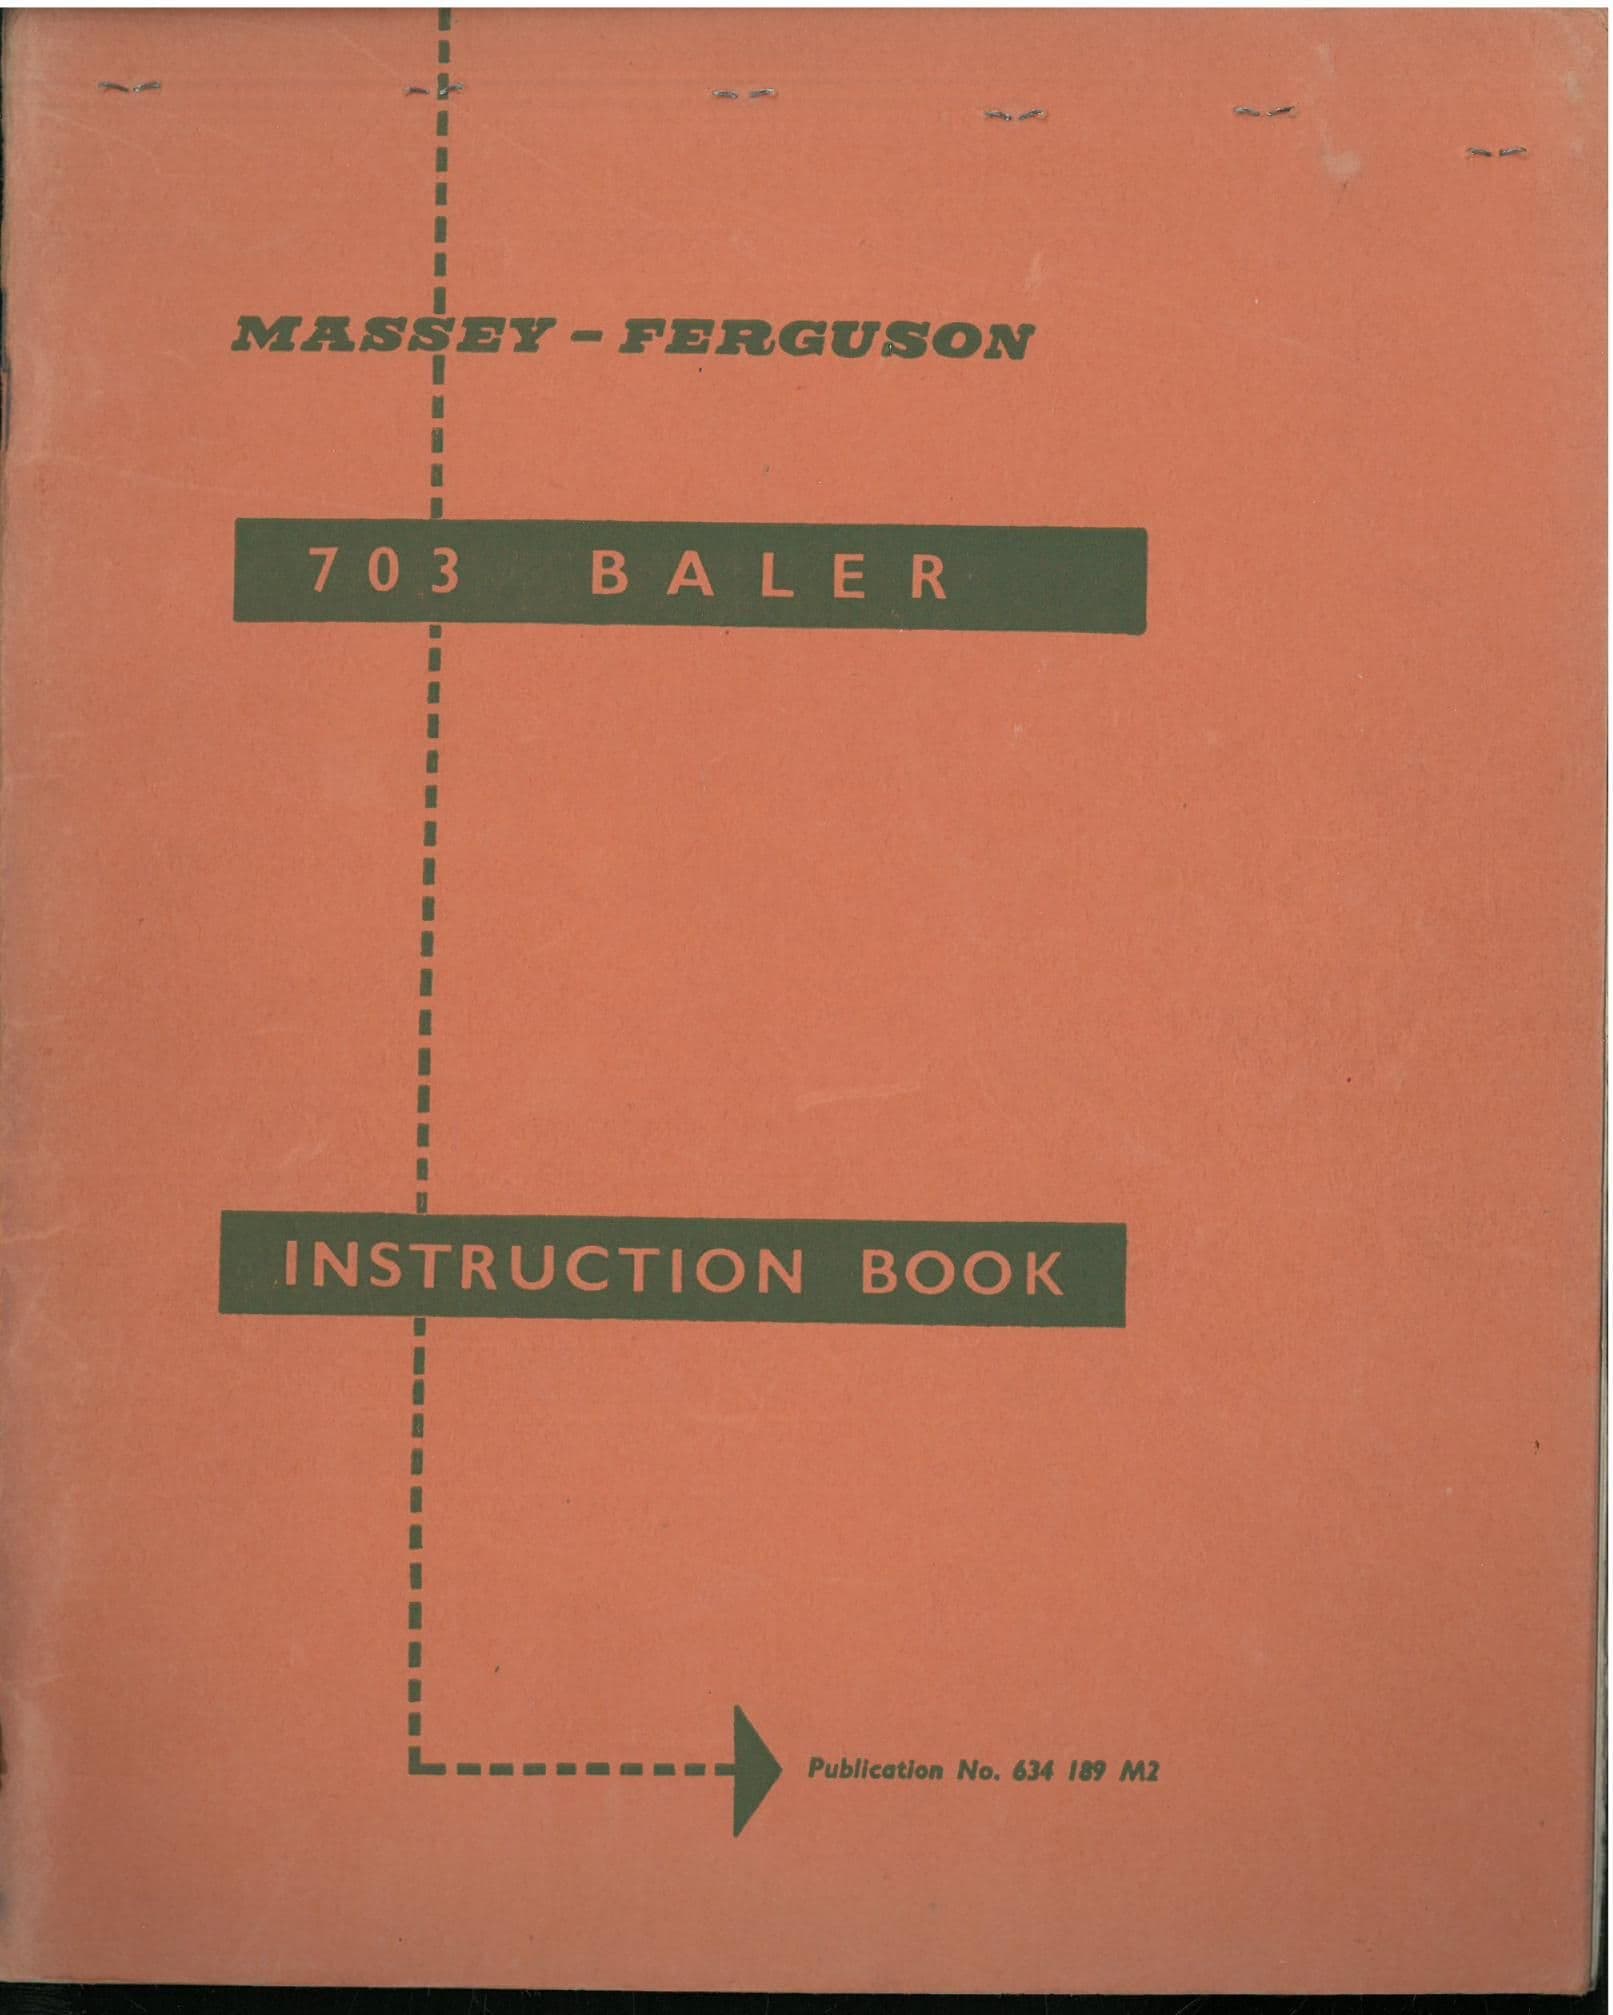 MASSEY-FERGUSON
703 BALER
INSTRUCTION BOOK
Publication No. 634 189 M2